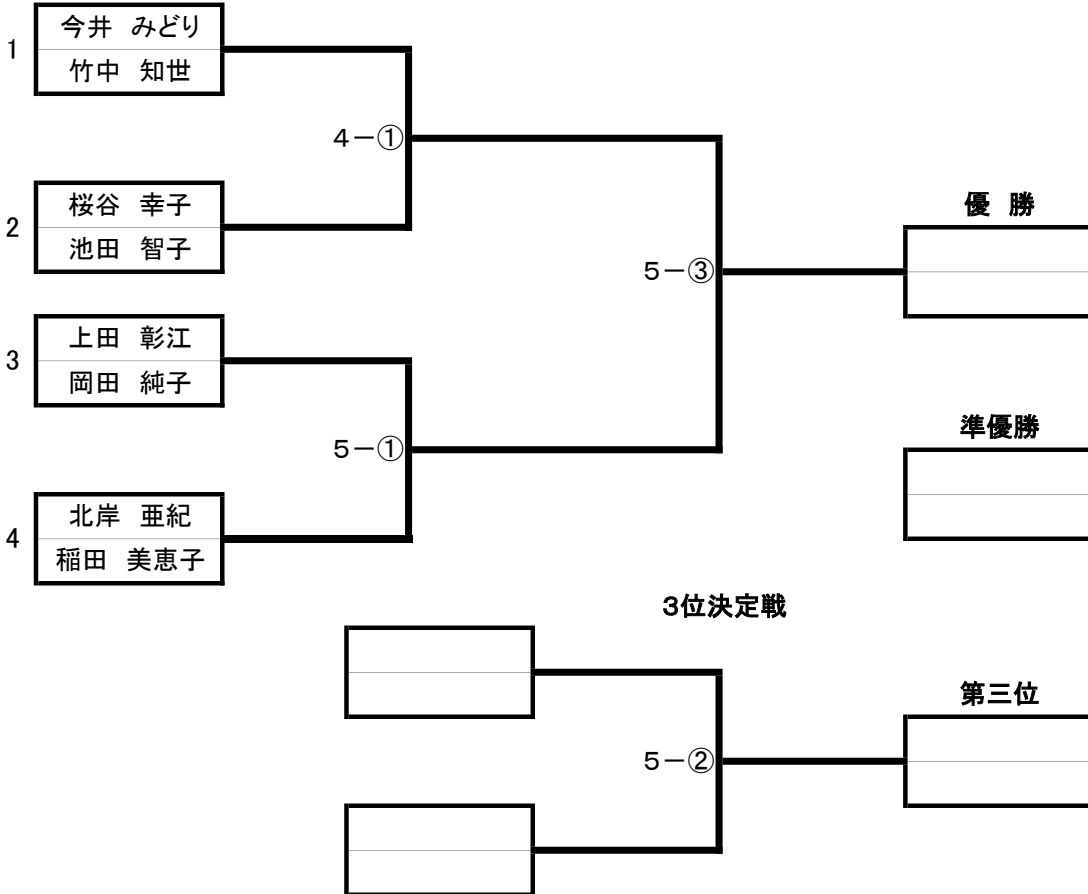 1
今井　みどり
竹中　知世
4－①
2
桜谷　幸子
池田　智子
優　勝
5－③
3
上田　彰江
岡田　純子
5－①
準優勝
4
北岸　亜紀
稲田　美恵子
3位決定戦
第三位
5－②